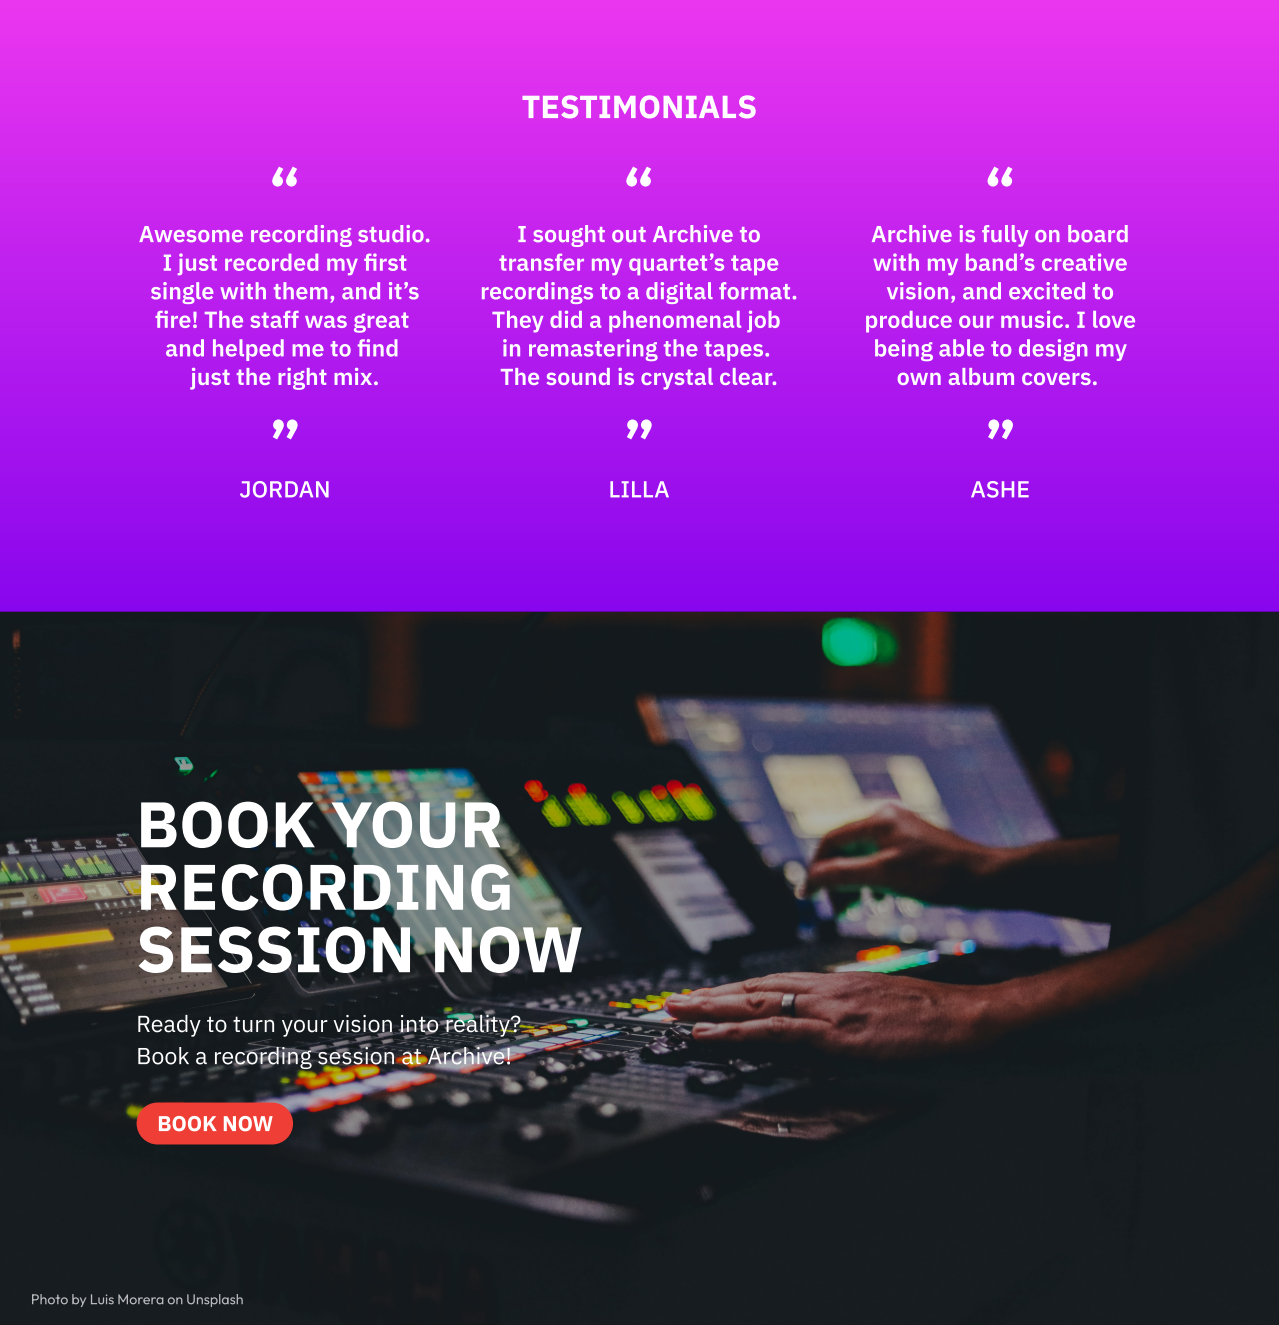 TESTIMONIALS
“
Awesome recording studio.
I just recorded my first
single with them, and it’s
fire! The staff was great
and helped me to find
just the right mix.
”
JORDAN
“
I sought out Archive to
transfer my quartet’s tape
recordings to a digital format.
They did a phenomenal job
in remastering the tapes.
The sound is crystal clear.
”
LILLA
“
Archive is fully on board
with my band’s creative
vision, and excited to
produce our music. I love
being able to design my
own album covers.
”
ASHE
BOOK YOUR
RECORDING
SESSION NOW
Ready to turn your vision into reality?
Book a recording session at Archive!
BOOK NOW
Photo by Luis Morera on Unsplash